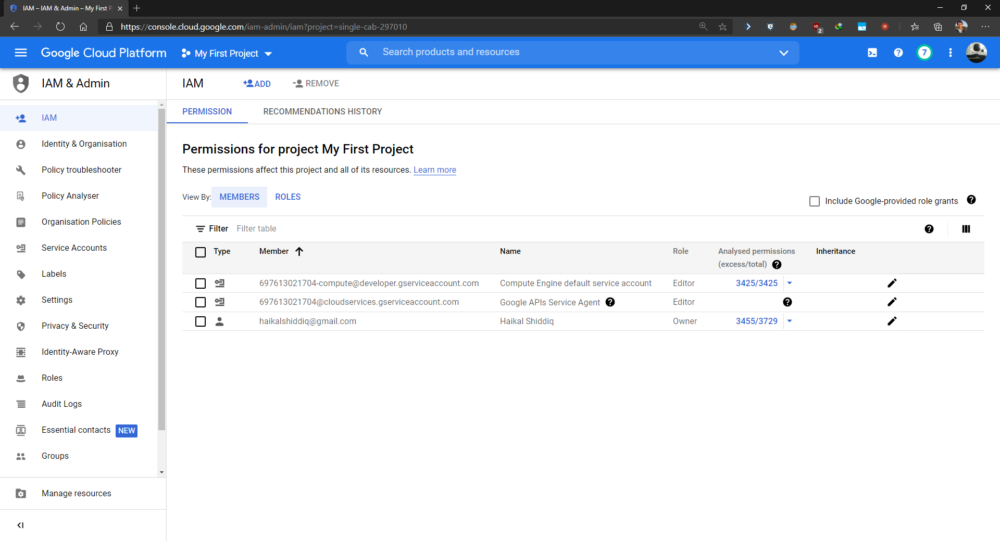 IAM – IAM & Admin – My First P
https://console.cloud.google.com/iam-admin/iam?project=single-cab-297010
2
Google Cloud Platform
My First Project
Search products and resources
7
IAM & Admin
IAM
ADD
REMOVE
IAM
Identity & Organisation
Policy troubleshooter
Policy Analyser
Organisation Policies
Service Accounts
Labels
Settings
Privacy & Security
Identity-Aware Proxy
Roles
Audit Logs
Essential contacts NEW
Groups
Manage resources
PERMISSION RECOMMENDATIONS HISTORY
Permissions for project My First Project
These permissions affect this project and all of its resources. Learn more
View By: MEMBERS ROLES
Include Google-provided role grants
Filter Filter table
Type Member Name Role Analysed permissions (excess/total) Inheritance
697613021704-compute@developer.gserviceaccount.com Compute Engine default service account Editor 3425/3425
697613021704@cloudservices.gserviceaccount.com Google APIs Service Agent Editor
haikalshiddiq@gmail.com Haikal Shiddiq Owner 3455/3729